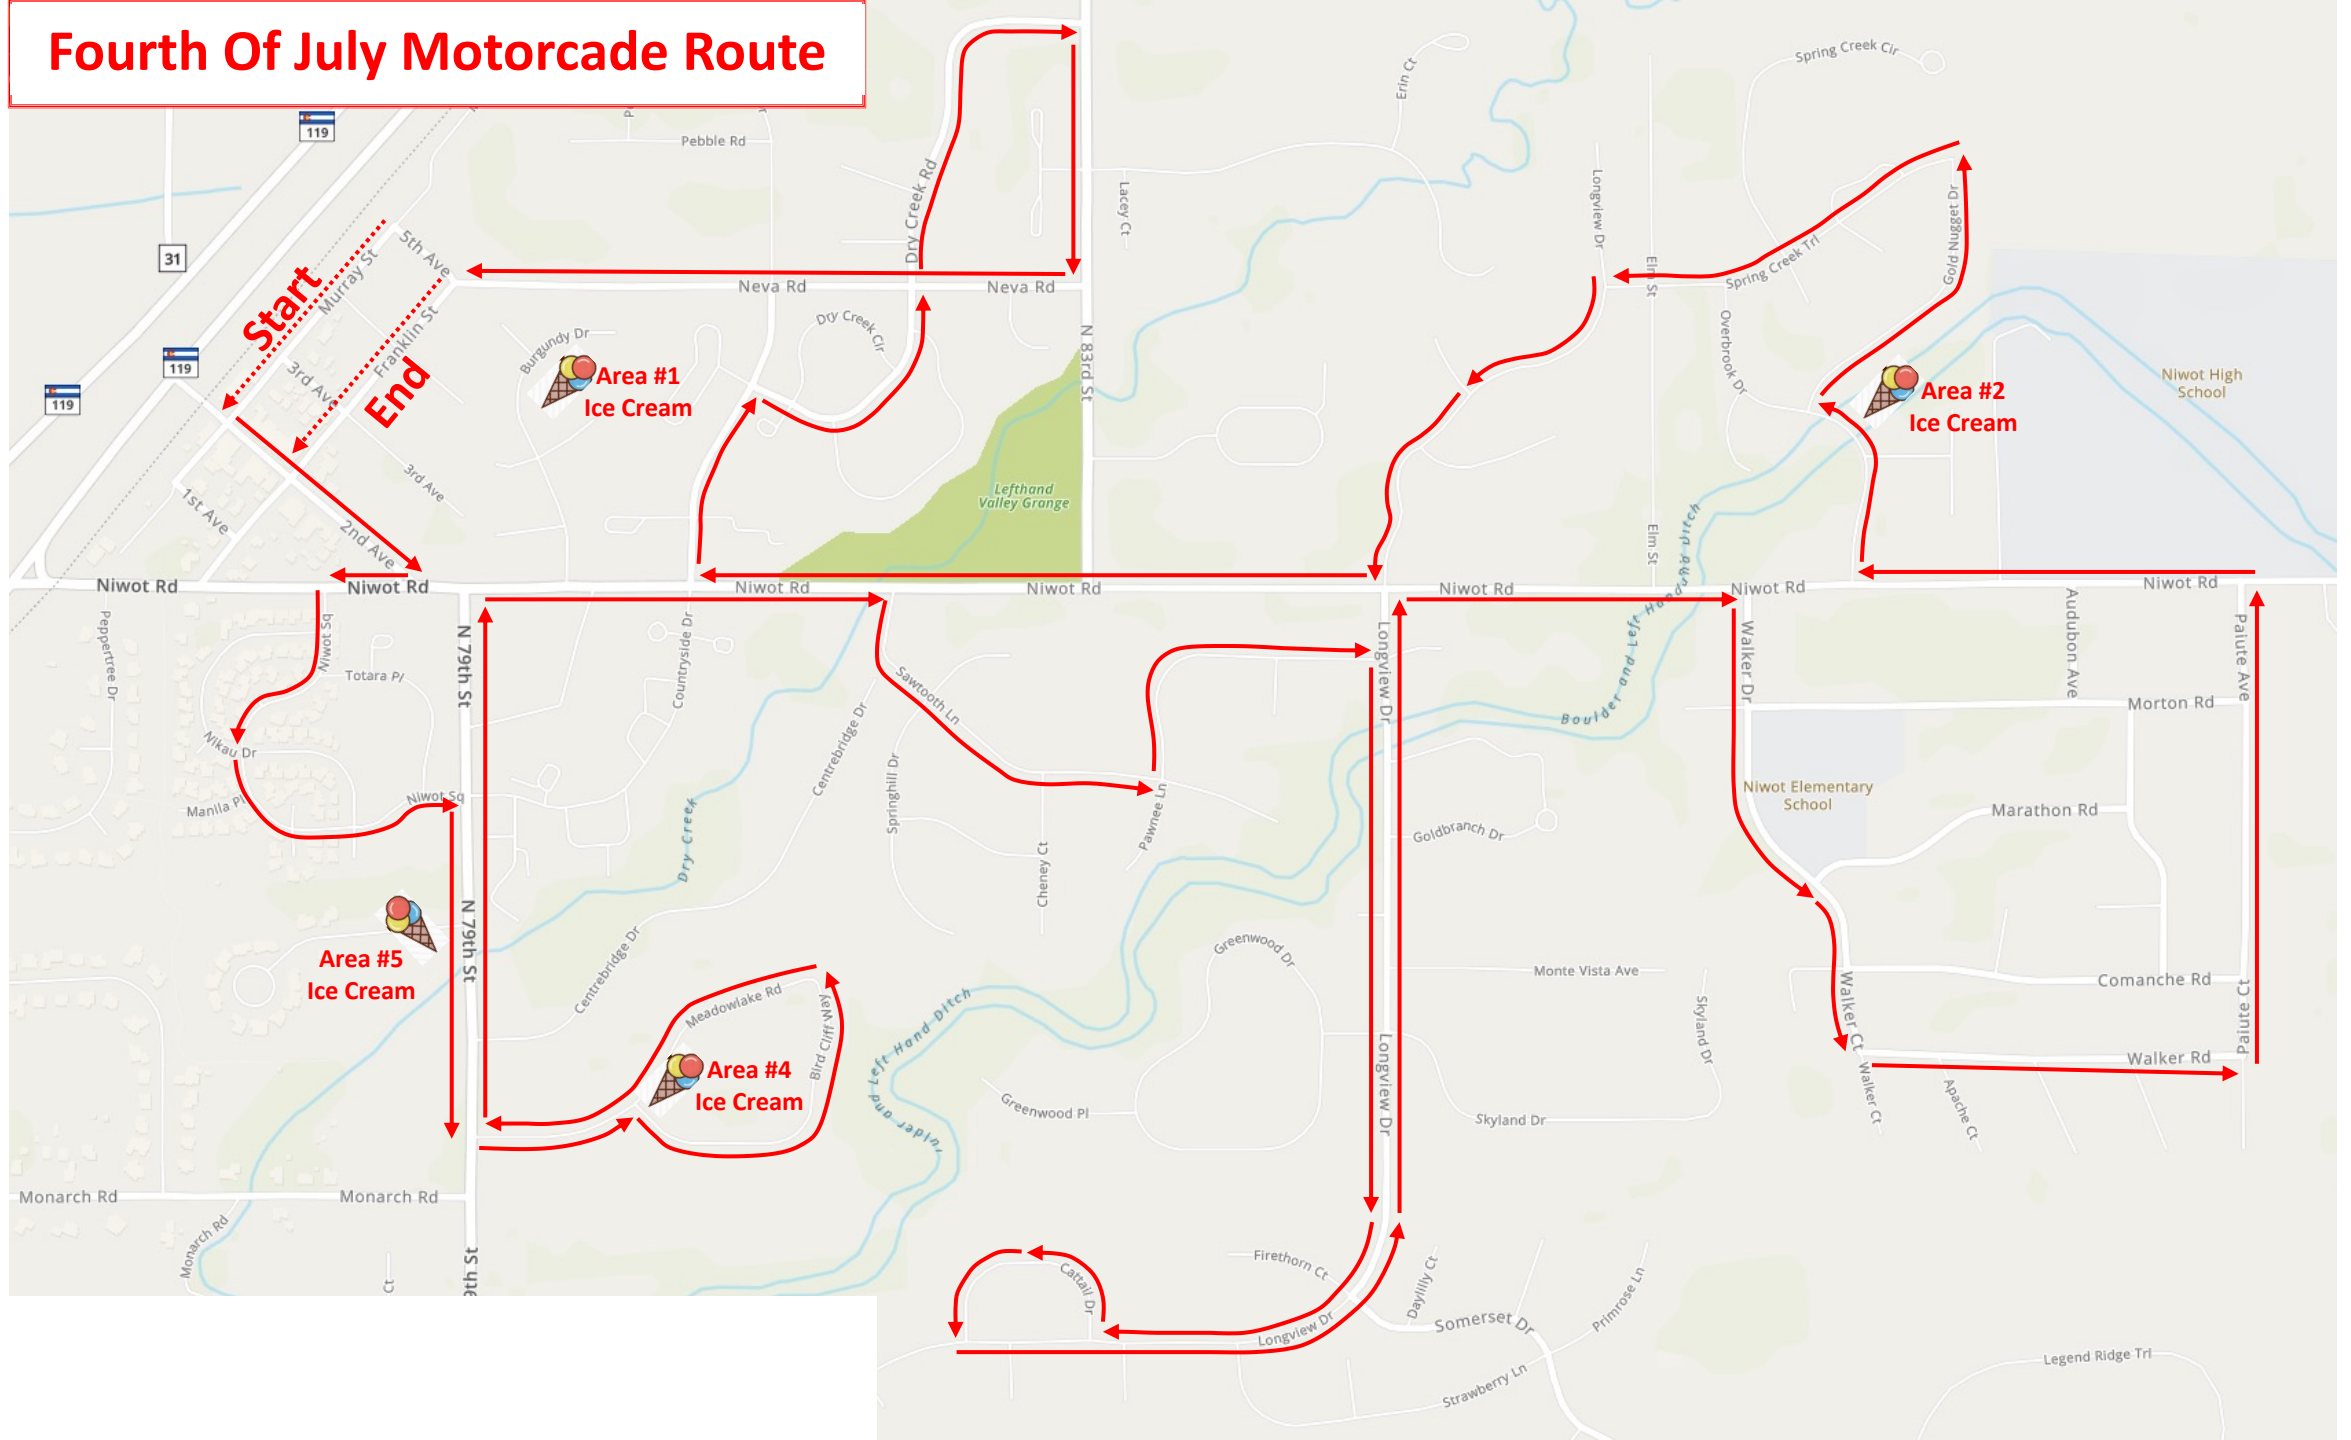 Fourth Of July Motorcade Route
119
119
119
31
Start
End
Murray St
5th Ave
Franklin St
3rd Ave
3rd Ave
1st Ave
2nd Ave
Pebble Rd
Dry Creek Rd
Neva Rd
Neva Rd
Dry Creek Cir
Burgundy Dr
Area #1
Ice Cream
N 83rd St
Lacey Ct
Erin Ct
Lefthand
Valley Grange
Longview Dr
Elm St
Elm St
Spring Creek Cir
Spring Creek Trl
Gold Nugget Dr
Overbrook Dr
Area #2
Ice Cream
Niwot High
School
Boulder and Left Hand Ditch
Niwot Rd
Niwot Rd
Niwot Rd
Niwot Rd
Niwot Rd
Niwot Rd
Niwot Rd
Peppertree Dr
Niwot Sq
Totara Pl
Nikau Dr
Manila Pl
Niwot Sq
N 79th St
N 79th St
Countryside Dr
Dry Creek
Centrebridge Dr
Centrebridge Dr
Sawtooth Ln
Springhill Dr
Cheney Ct
Pawnee Ln
Longview Dr
Longview Dr
Longview Dr
Goldbranch Dr
Greenwood Dr
Greenwood Pl
Monte Vista Ave
Skyland Dr
Skyland Dr
Walker Dr
Niwot Elementary
School
Audubon Ave
Paiute Ave
Morton Rd
Marathon Rd
Comanche Rd
Paiute Ct
Walker Ct
Walker Rd
Walker Ct
Apache Ct
Area #5
Ice Cream
Meadowlake Rd
Bird Cliff Way
Area #4
Ice Cream
and Left Hand Ditch
ulder and
Monarch Rd
Monarch Rd
Monarch Rd
Ct
9th St
Cattail Dr
Firethorn Ct
Daylilly Ct
Somerset Dr
Primrose Ln
Strawberry Ln
Legend Ridge Trl